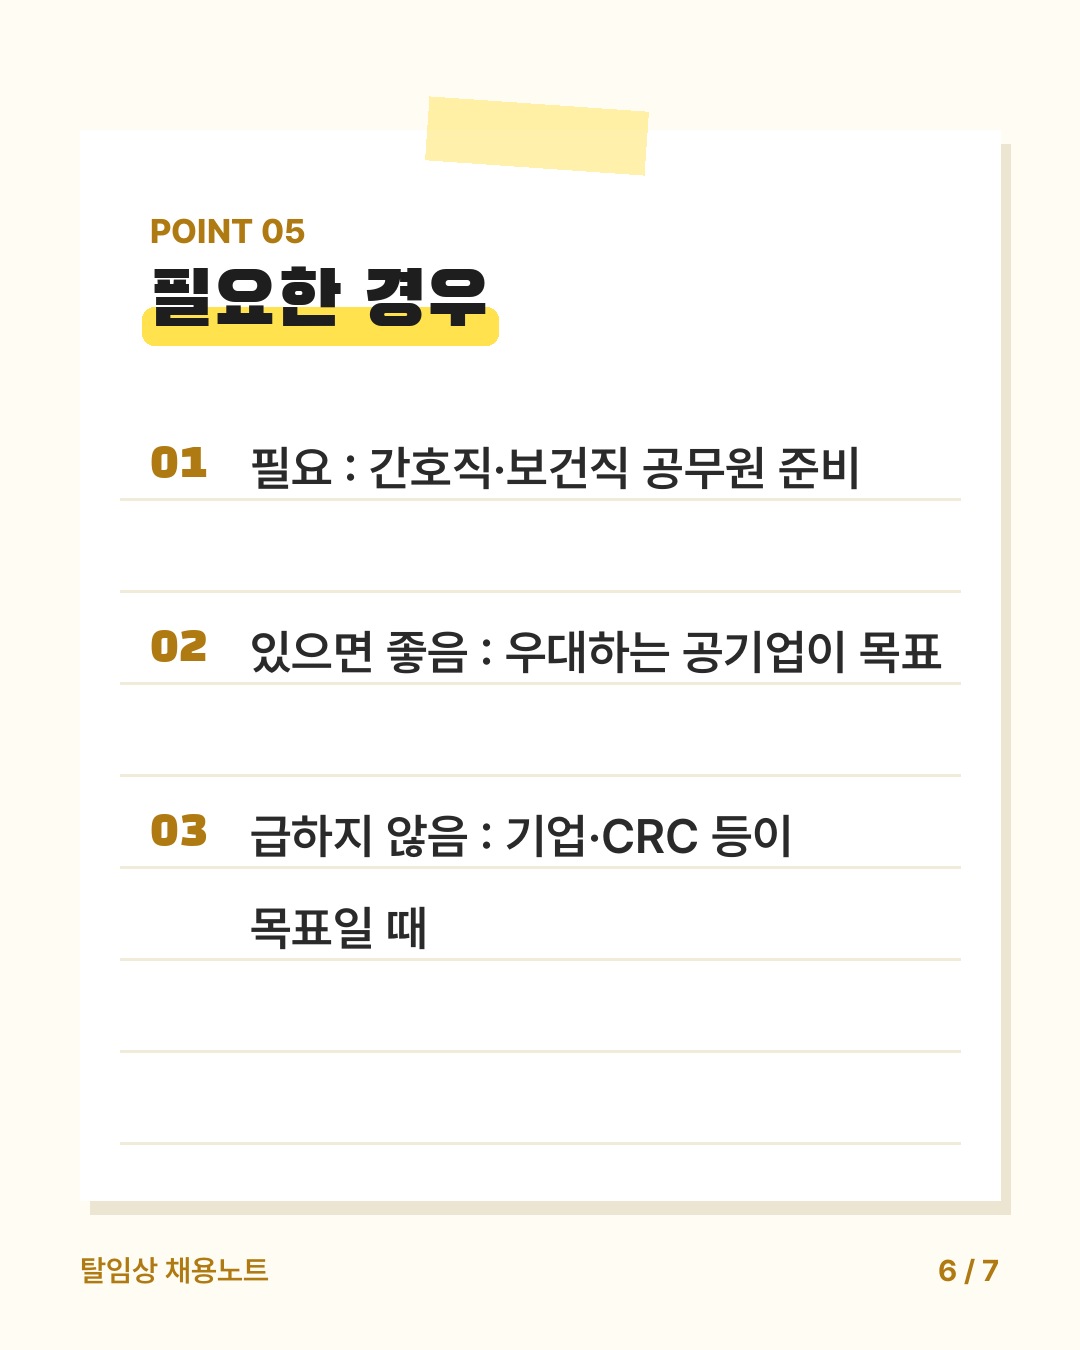 POINT 05
필요한 경우
01 필요 : 간호직·보건직 공무원 준비
02 있으면 좋음 : 우대하는 공기업이 목표
03 급하지 않음 : 기업·CRC 등이
목표일 때
탈임상 채용노트
6 / 7